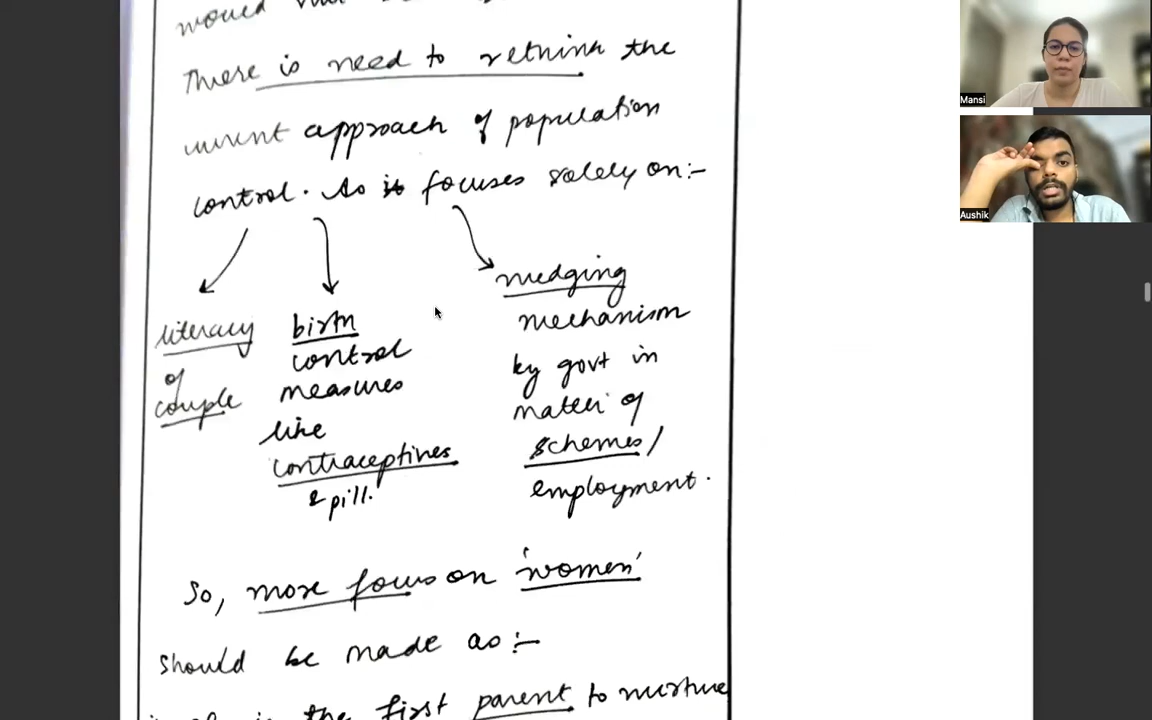 would
There is need to rethink the
current approach of population
control. As it focuses solely on:-
literacy
of
couple
birth
control
measures
like
contraceptives
& pill.
nudging
mechanism
by govt in
matter of
schemes/
employment.
So, more focus on 'women'
should be made as :-
is the first parent to nurture
Mansi
Aushik